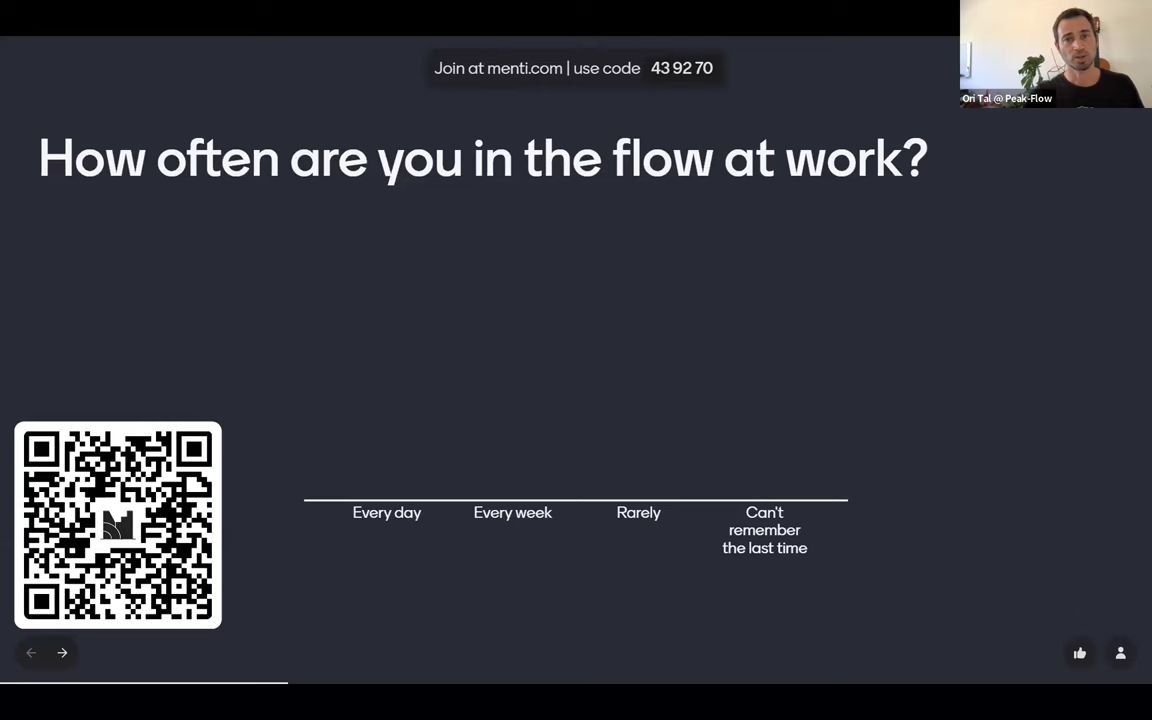 Join at menti.com | use code 43 92 70
Ori Tal @ Peak-Flow
How often are you in the flow at work?
Every day
Every week
Rarely
Can't
remember
the last time